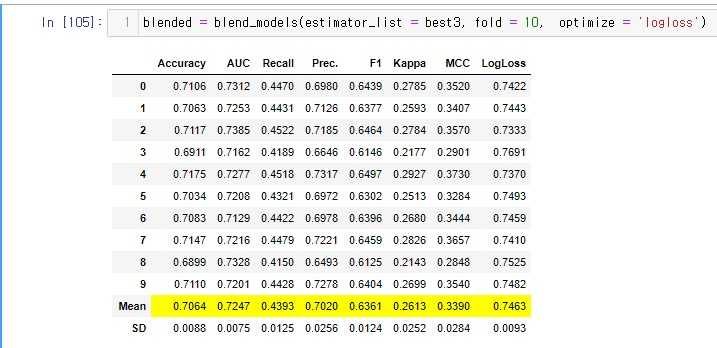 In [105]: 1 blended = blend_models(estimator_list = best3, fold = 10, optimize = 'logloss')
Accuracy AUC Recall Prec. F1 Kappa MCC LogLoss
0 0.7106 0.7312 0.4470 0.6980 0.6439 0.2785 0.3520 0.7422
1 0.7063 0.7253 0.4431 0.7126 0.6377 0.2593 0.3407 0.7443
2 0.7117 0.7385 0.4522 0.7185 0.6464 0.2784 0.3570 0.7333
3 0.6911 0.7162 0.4189 0.6646 0.6146 0.2177 0.2901 0.7691
4 0.7175 0.7277 0.4518 0.7317 0.6497 0.2927 0.3730 0.7370
5 0.7034 0.7208 0.4321 0.6972 0.6302 0.2513 0.3284 0.7493
6 0.7083 0.7129 0.4422 0.6978 0.6396 0.2680 0.3444 0.7459
7 0.7147 0.7216 0.4479 0.7221 0.6459 0.2826 0.3657 0.7410
8 0.6899 0.7328 0.4150 0.6493 0.6125 0.2143 0.2848 0.7525
9 0.7110 0.7201 0.4428 0.7278 0.6404 0.2699 0.3540 0.7482
Mean 0.7064 0.7247 0.4393 0.7020 0.6361 0.2613 0.3390 0.7463
SD 0.0088 0.0075 0.0125 0.0256 0.0124 0.0252 0.0284 0.0093